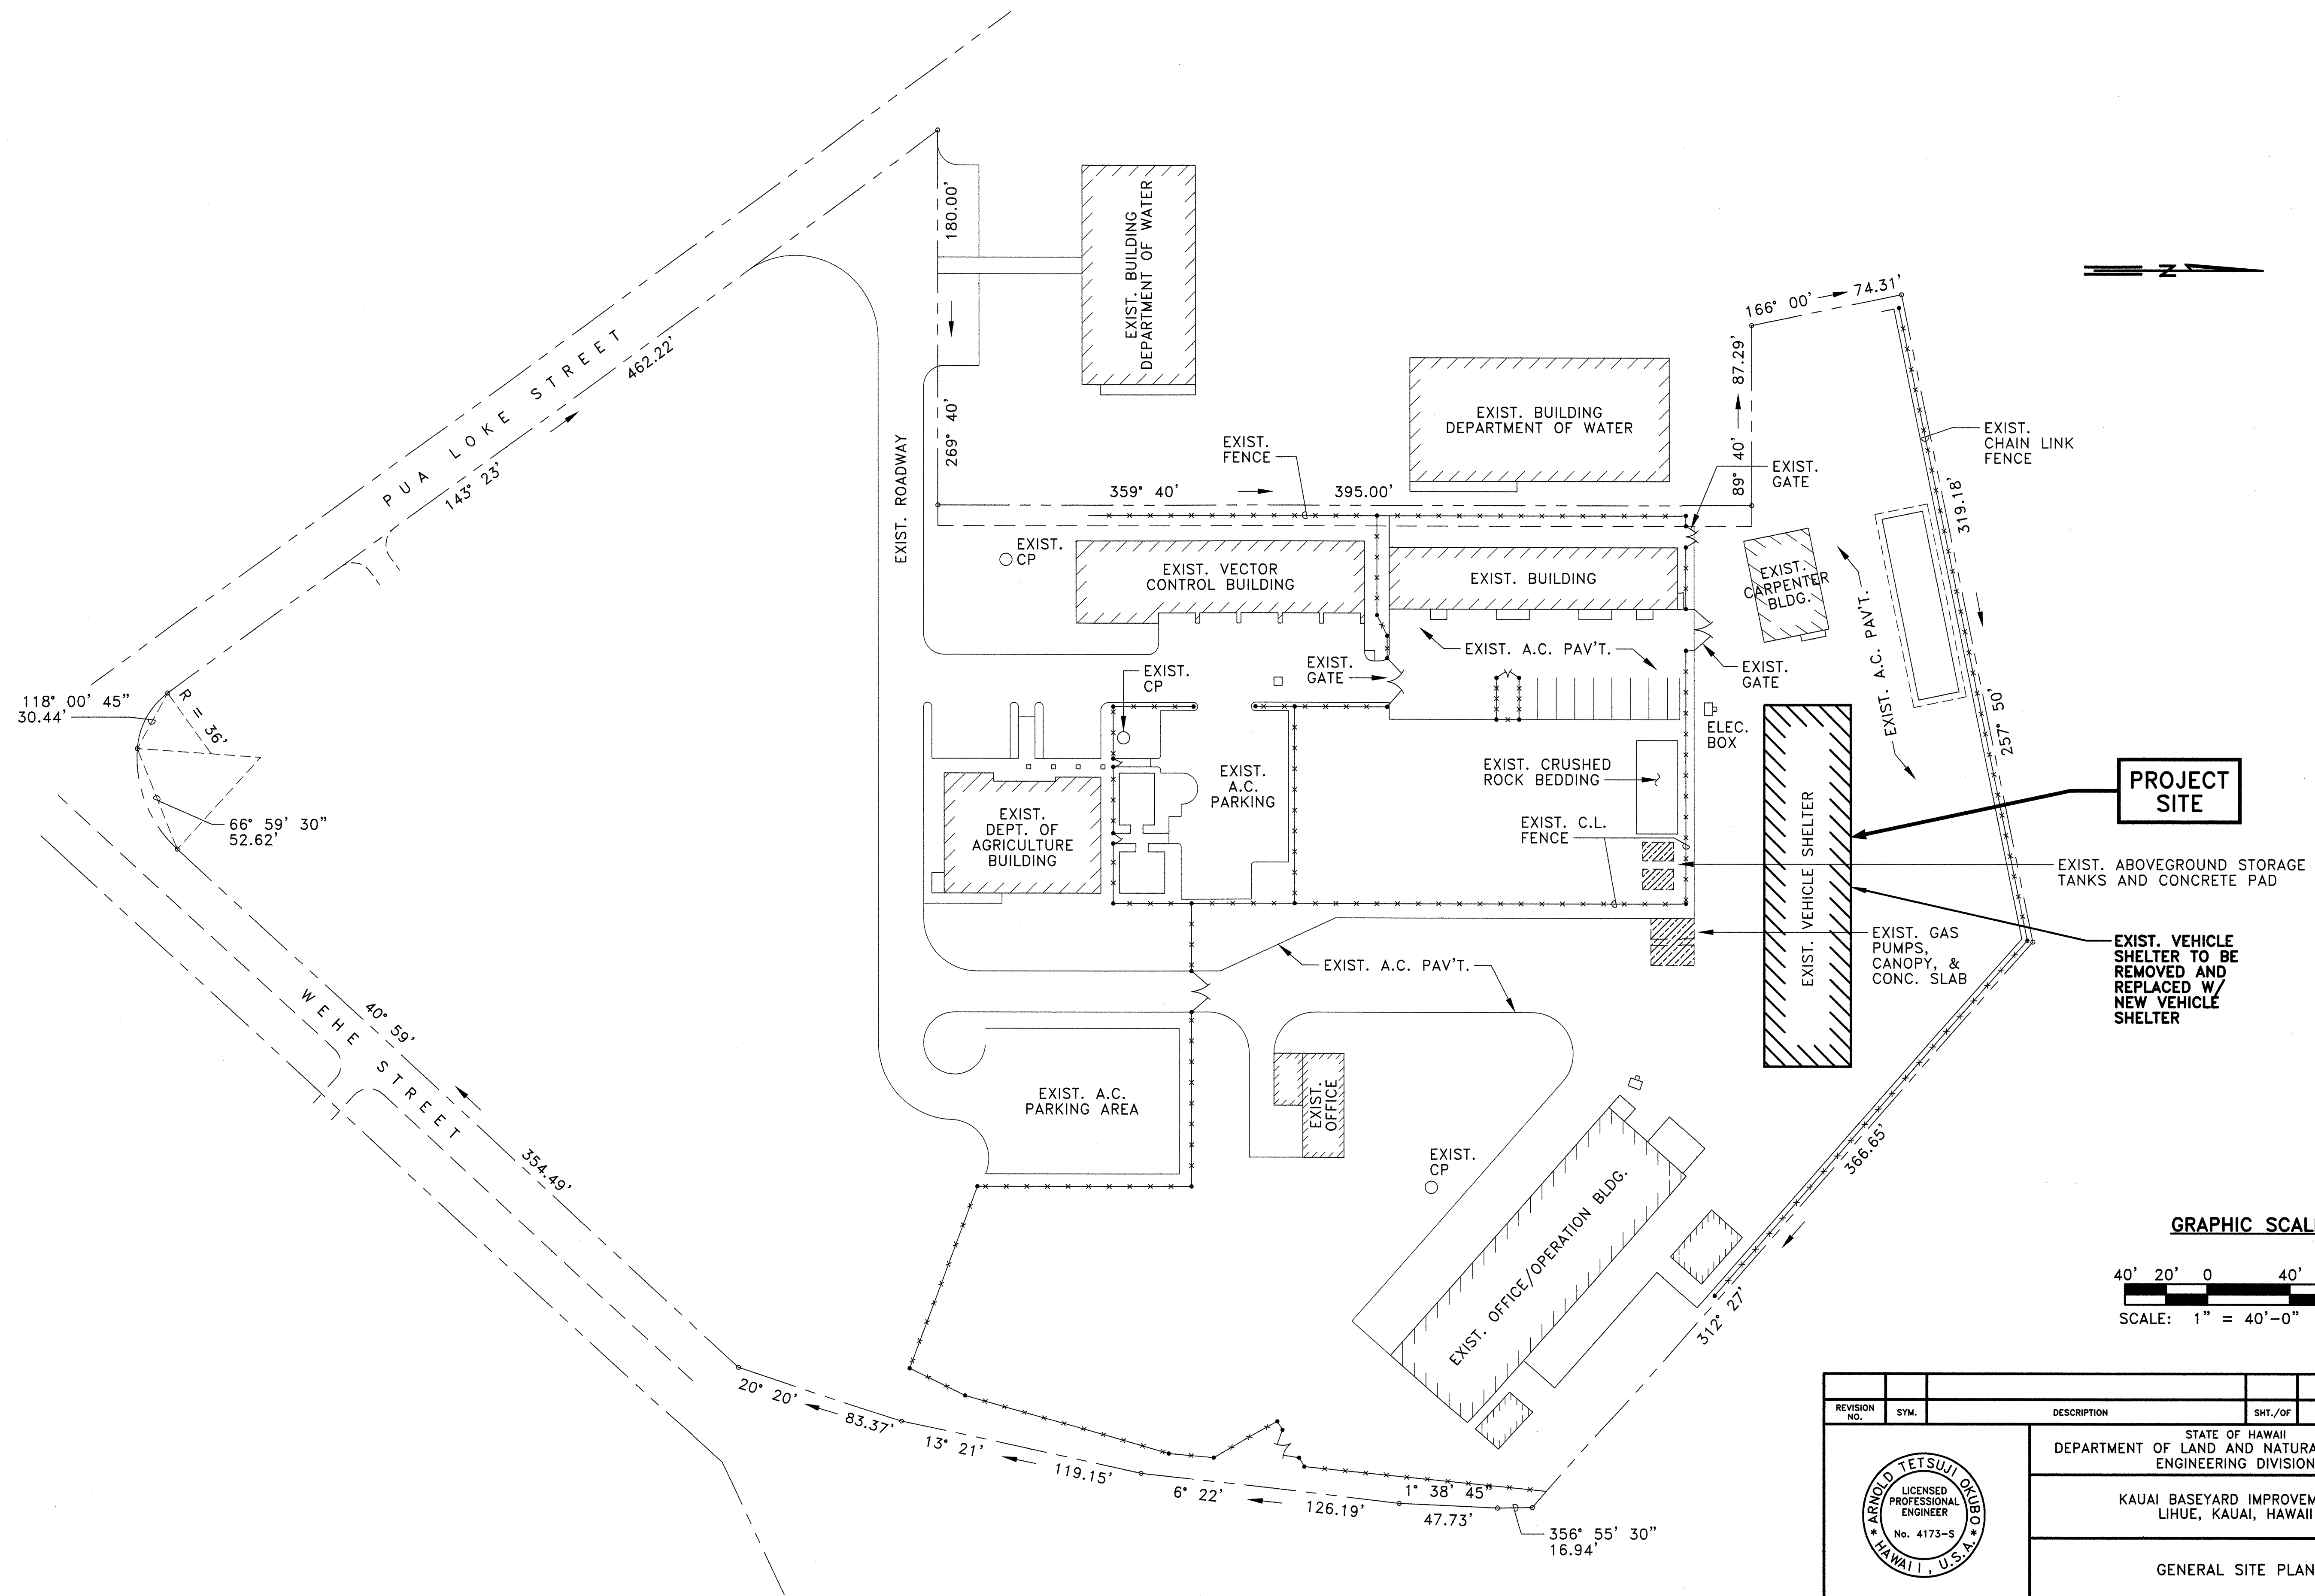 PUA LOKE STREET
143° 23'
462.22'
180.00'
269° 40'
EXIST. ROADWAY
EXIST. BUILDING
DEPARTMENT OF WATER
EXIST. BUILDING
DEPARTMENT OF WATER
N
166° 00'
74.31'
89° 40'
87.29'
EXIST.
CHAIN LINK
FENCE
319.18'
257° 50'
EXIST.
GATE
EXIST.
FENCE
359° 40'
395.00'
EXIST.
CP
EXIST. VECTOR
CONTROL BUILDING
EXIST. BUILDING
EXIST.
CARPENTER
BLDG.
EXIST. A.C. PAV'T.
EXIST. A.C. PAV'T.
EXIST.
GATE
EXIST.
GATE
EXIST.
CP
ELEC.
BOX
118° 00' 45"
30.44'
R = 36'
66° 59' 30"
52.62'
EXIST.
A.C.
PARKING
EXIST. CRUSHED
ROCK BEDDING
EXIST. C.L.
FENCE
EXIST.
DEPT. OF
AGRICULTURE
BUILDING
EXIST. VEHICLE SHELTER
PROJECT
SITE
EXIST. ABOVEGROUND STORAGE
TANKS AND CONCRETE PAD
EXIST. GAS
PUMPS,
CANOPY, &
CONC. SLAB
EXIST. VEHICLE
SHELTER TO BE
REMOVED AND
REPLACED W/
NEW VEHICLE
SHELTER
EXIST. A.C. PAV'T.
WEHE STREET
40° 59'
354.49'
EXIST. A.C.
PARKING AREA
EXIST.
OFFICE
EXIST.
CP
EXIST. OFFICE/OPERATION BLDG.
366.65'
312° 27'
20° 20'
83.37'
13° 21'
119.15'
6° 22'
126.19'
1° 38' 45"
47.73'
356° 55' 30"
16.94'
GRAPHIC SCAL
40' 20' 0 40'
SCALE: 1" = 40'-0"
REVISION
NO.
SYM.
DESCRIPTION
SHT./OF
STATE OF HAWAII
DEPARTMENT OF LAND AND NATURA
ENGINEERING DIVISION
KAUAI BASEYARD IMPROVEM
LIHUE, KAUAI, HAWAII
GENERAL SITE PLAN
ARNOLD TETSUJI OKUBO
LICENSED
PROFESSIONAL
ENGINEER
No. 4173-S
* HAWAII, U.S.A. *